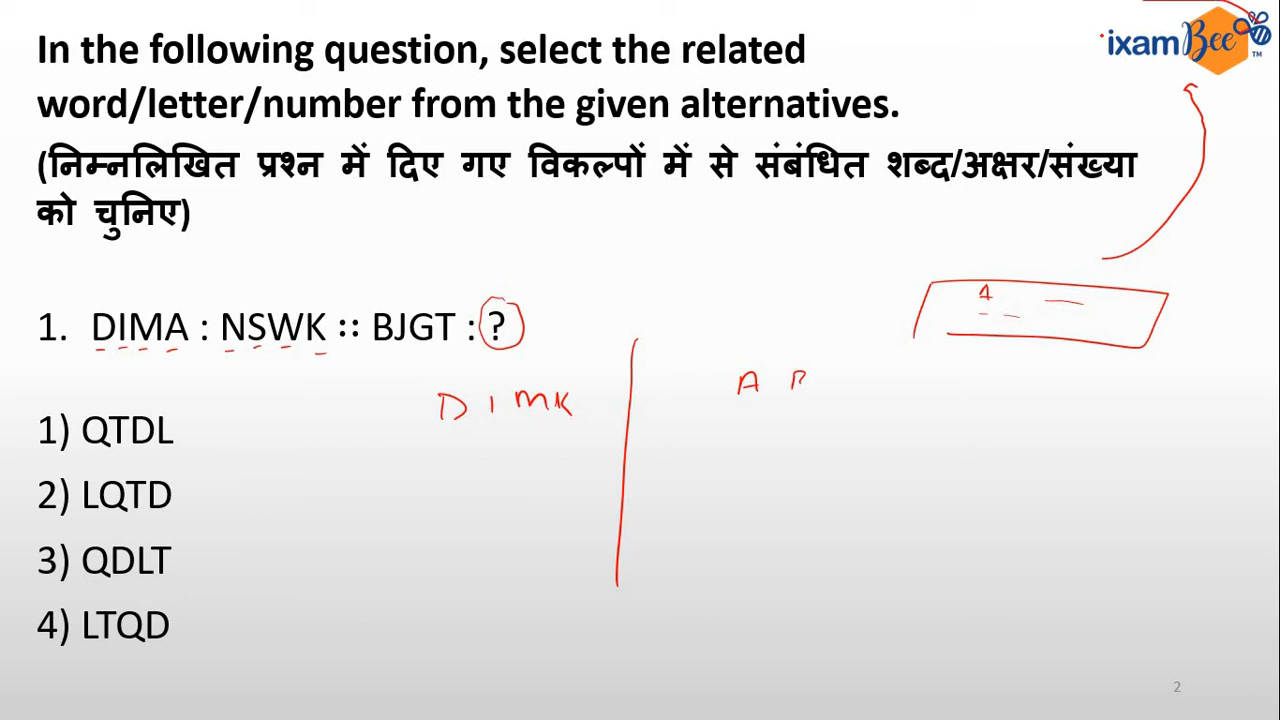 In the following question, select the related
ixamBee
TM
word/letter/number from the given alternatives.
(निम्नलिखित प्रश्न में दिए गए विकल्पों में से संबंधित शब्द/अक्षर/संख्या
को चुनिए)
1. DIMA : NSWK :: BJGT : ?
D I M K
A
1) QTDL
2) LQTD
3) QDLT
4) LTQD
2